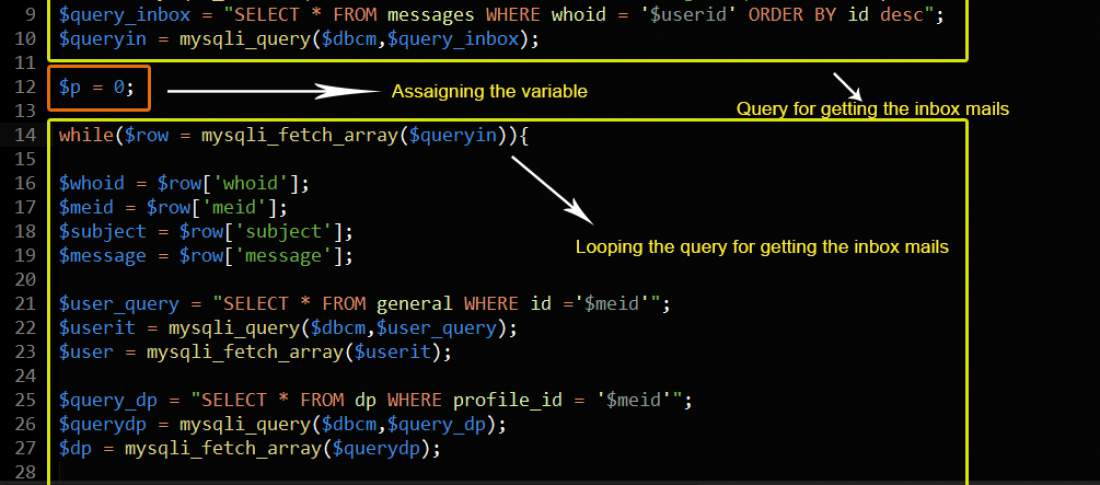 9 $query_inbox = "SELECT * FROM messages WHERE whoid = '$userid' ORDER BY id desc";
10 $queryin = mysqli_query($dbcm,$query_inbox);
11
12 $p = 0;
Assaigning the variable
13
Query for getting the inbox mails
14 while($row = mysqli_fetch_array($queryin)){
15
16 $whoid = $row['whoid'];
17 $meid = $row['meid'];
18 $subject = $row['subject'];
Looping the query for getting the inbox mails
19 $message = $row['message'];
20
21 $user_query = "SELECT * FROM general WHERE id ='$meid'";
22 $userit = mysqli_query($dbcm,$user_query);
23 $user = mysqli_fetch_array($userit);
24
25 $query_dp = "SELECT * FROM dp WHERE profile_id = '$meid'";
26 $querydp = mysqli_query($dbcm,$query_dp);
27 $dp = mysqli_fetch_array($querydp);
28